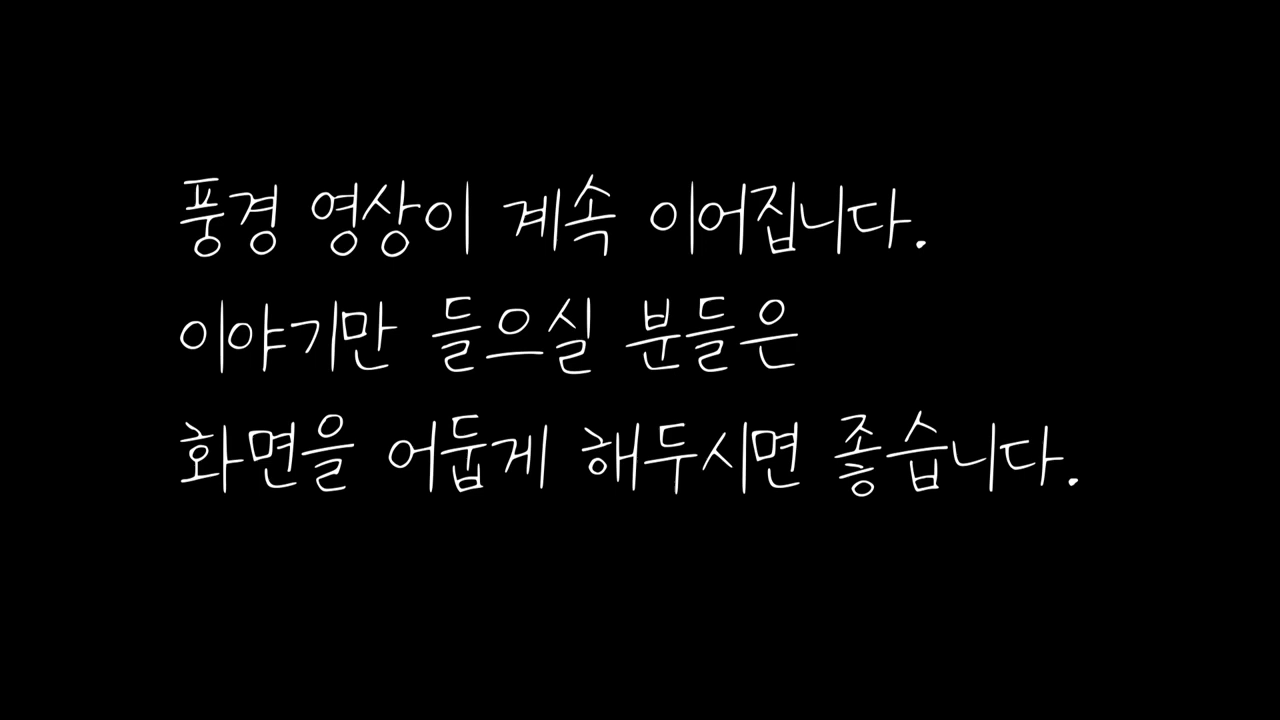 풍경 영상이 계속 이어집니다.
이야기만 들으실 분들은
화면을 어둡게 해두시면 좋습니다.